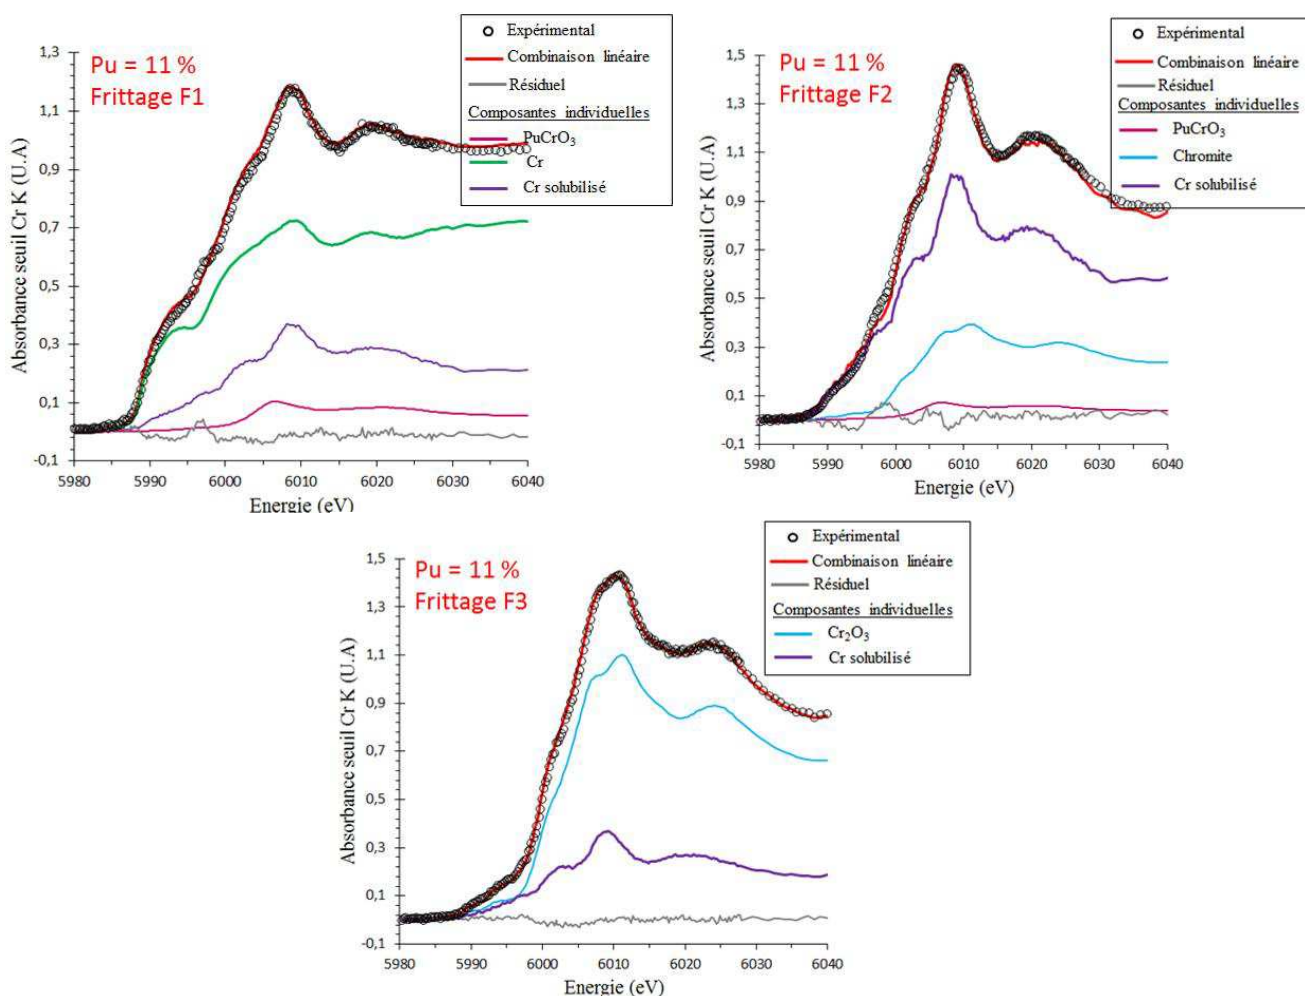 Pu = 11 %
Frittage F1
Expérimental
Combinaison linéaire
Résiduel
Composantes individuelles
PuCrO3
Cr
Cr solubilisé
1,3
1,1
0,9
0,7
0,5
0,3
0,1
-0,1
Absorbance seuil Cr K (U.A)
5980 5990 6000 6010 6020 6030 6040
Energie (eV)
Pu = 11 %
Frittage F2
Expérimental
Combinaison linéaire
Résiduel
Composantes individuelles
PuCrO3
Chromite
Cr solubilisé
1,5
1,3
1,1
0,9
0,7
0,5
0,3
0,1
-0,1
Absorbance seuil Cr K (U.A)
5980 5990 6000 6010 6020 6030 6040
Energie (eV)
Pu = 11 %
Frittage F3
Expérimental
Combinaison linéaire
Résiduel
Composantes individuelles
Cr2O3
Cr solubilisé
1,5
1,3
1,1
0,9
0,7
0,5
0,3
0,1
-0,1
Absorbance seuil Cr K (U.A)
5980 5990 6000 6010 6020 6030 6040
Energie (eV)